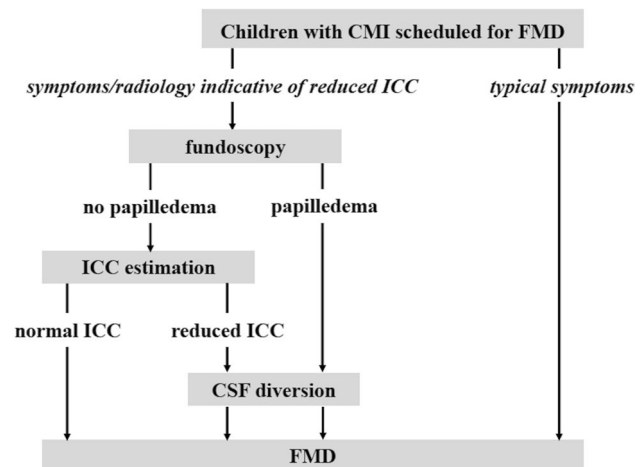 Children with CMI scheduled for FMD
symptoms/radiology indicative of reduced ICC
typical symptoms
fundoscopy
no papilledema
papilledema
ICC estimation
normal ICC
reduced ICC
CSF diversion
FMD